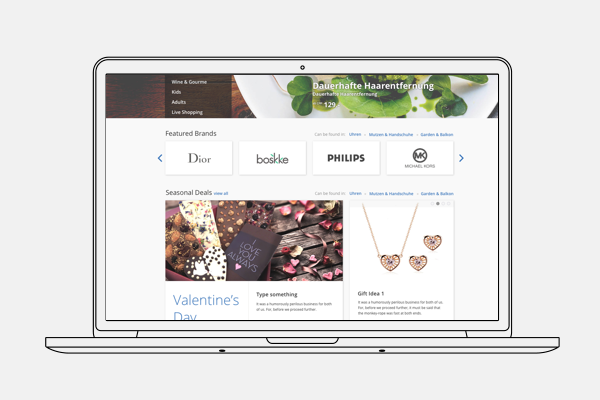 Wine & Gourme
Kids
Adults
Live Shopping
Dauerhafte Haarentfernung
Dauerhafte Haarentfernung
129
Featured Brands
Can be found in: Uhren • Mutzen & Handschuhe • Garden & Balkon
Dior
boskke
PHILIPS
MK
MICHAEL KORS
Seasonal Deals view all
Can be found in: Uhren • Mutzen & Handschuhe • Garden & Balkon
I
LOVE
YOU
ALWAYS
Valentine's
Day
Type something
It was a humorously perilous business for both
of us. For, before we proceed further,
Gift Idea 1
It was a humorously perilous business for both of
us. For, before we proceed further, it must be said that
the monkey-rope was fast at both ends.